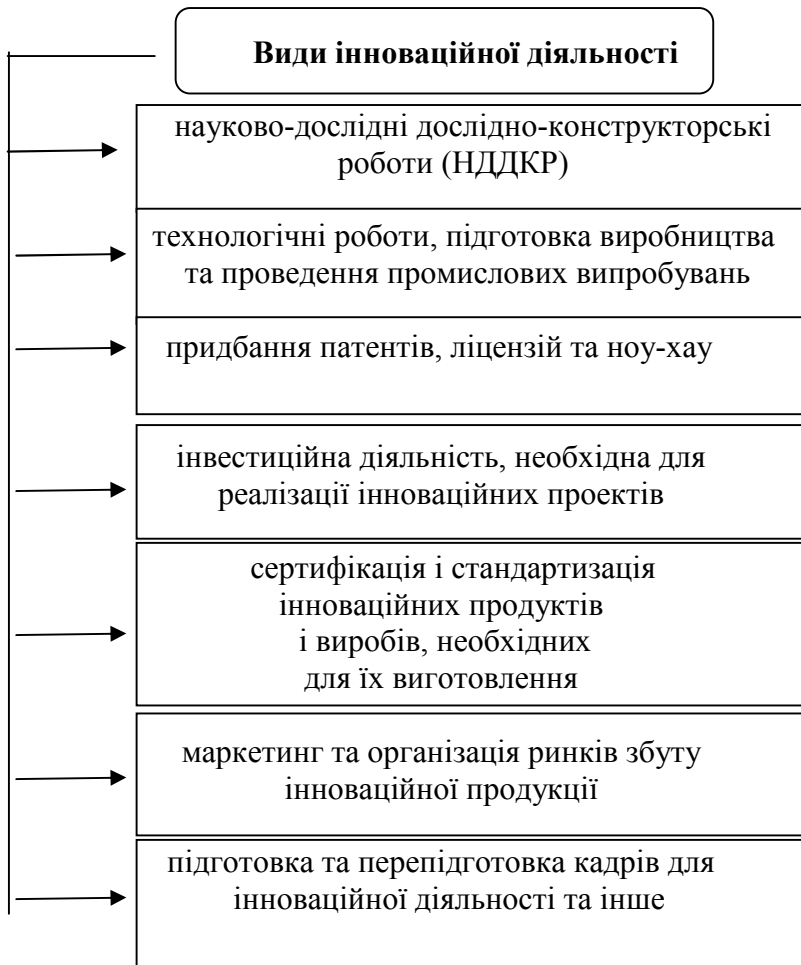 Види інноваційної діяльності
науково-дослідні дослідно-конструкторські
роботи (НДДКР)
технологічні роботи, підготовка виробництва
та проведення промислових випробувань
придбання патентів, ліцензій та ноу-хау
інвестиційна діяльність, необхідна для
реалізації інноваційних проектів
сертифікація і стандартизація
інноваційних продуктів
і виробів, необхідних
для їх виготовлення
маркетинг та організація ринків збуту
інноваційної продукції
підготовка та перепідготовка кадрів для
інноваційної діяльності та інше